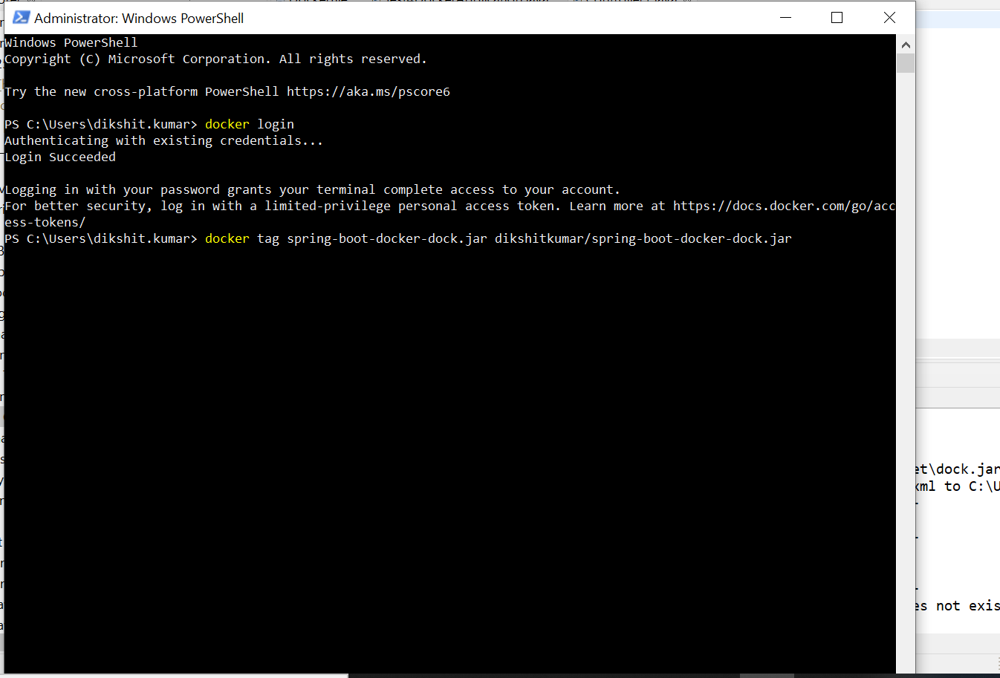 Administrator: Windows PowerShell
Windows PowerShell
Copyright (C) Microsoft Corporation. All rights reserved.
Try the new cross-platform PowerShell https://aka.ms/pscore6
PS C:\Users\dikshit.kumar> docker login
Authenticating with existing credentials...
Login Succeeded
Logging in with your password grants your terminal complete access to your account.
For better security, log in with a limited-privilege personal access token. Learn more at https://docs.docker.com/go/acc
ess-tokens/
PS C:\Users\dikshit.kumar> docker tag spring-boot-docker-dock.jar dikshitkumar/spring-boot-docker-dock.jar
et\dock.jar
xml to C:\U
es not exis